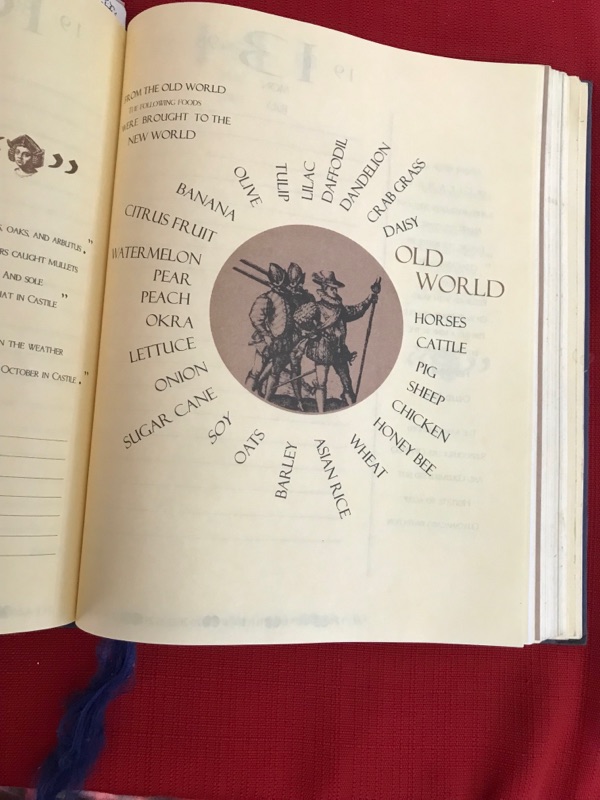 FROM THE OLD WORLD
THE FOLLOWING FOODS
WERE BROUGHT TO THE
NEW WORLD
OLIVE
TULIP
LILAC
DAFFODIL
DANDELION
CRAB GRASS
DAISY
OLD
WORLD
HORSES
CATTLE
PIG
SHEEP
CHICKEN
HONEY BEE
WHEAT
ASIAN RICE
BARLEY
OATS
SOY
SUGAR CANE
ONION
LETTUCE
OKRA
PEACH
PEAR
WATERMELON
CITRUS FRUIT
BANANA
, OAKS, AND ARBUTUS."
CAUGHT MULLETS
AND SOLE
IN CASTILE"
THE WEATHER
OCTOBER IN CASTILE."